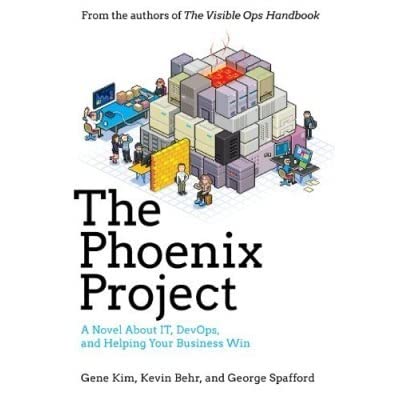 From the authors of The Visible Ops Handbook
The
Phoenix
Project
A Novel About IT, DevOps,
and Helping Your Business Win
Gene Kim, Kevin Behr, and George Spafford